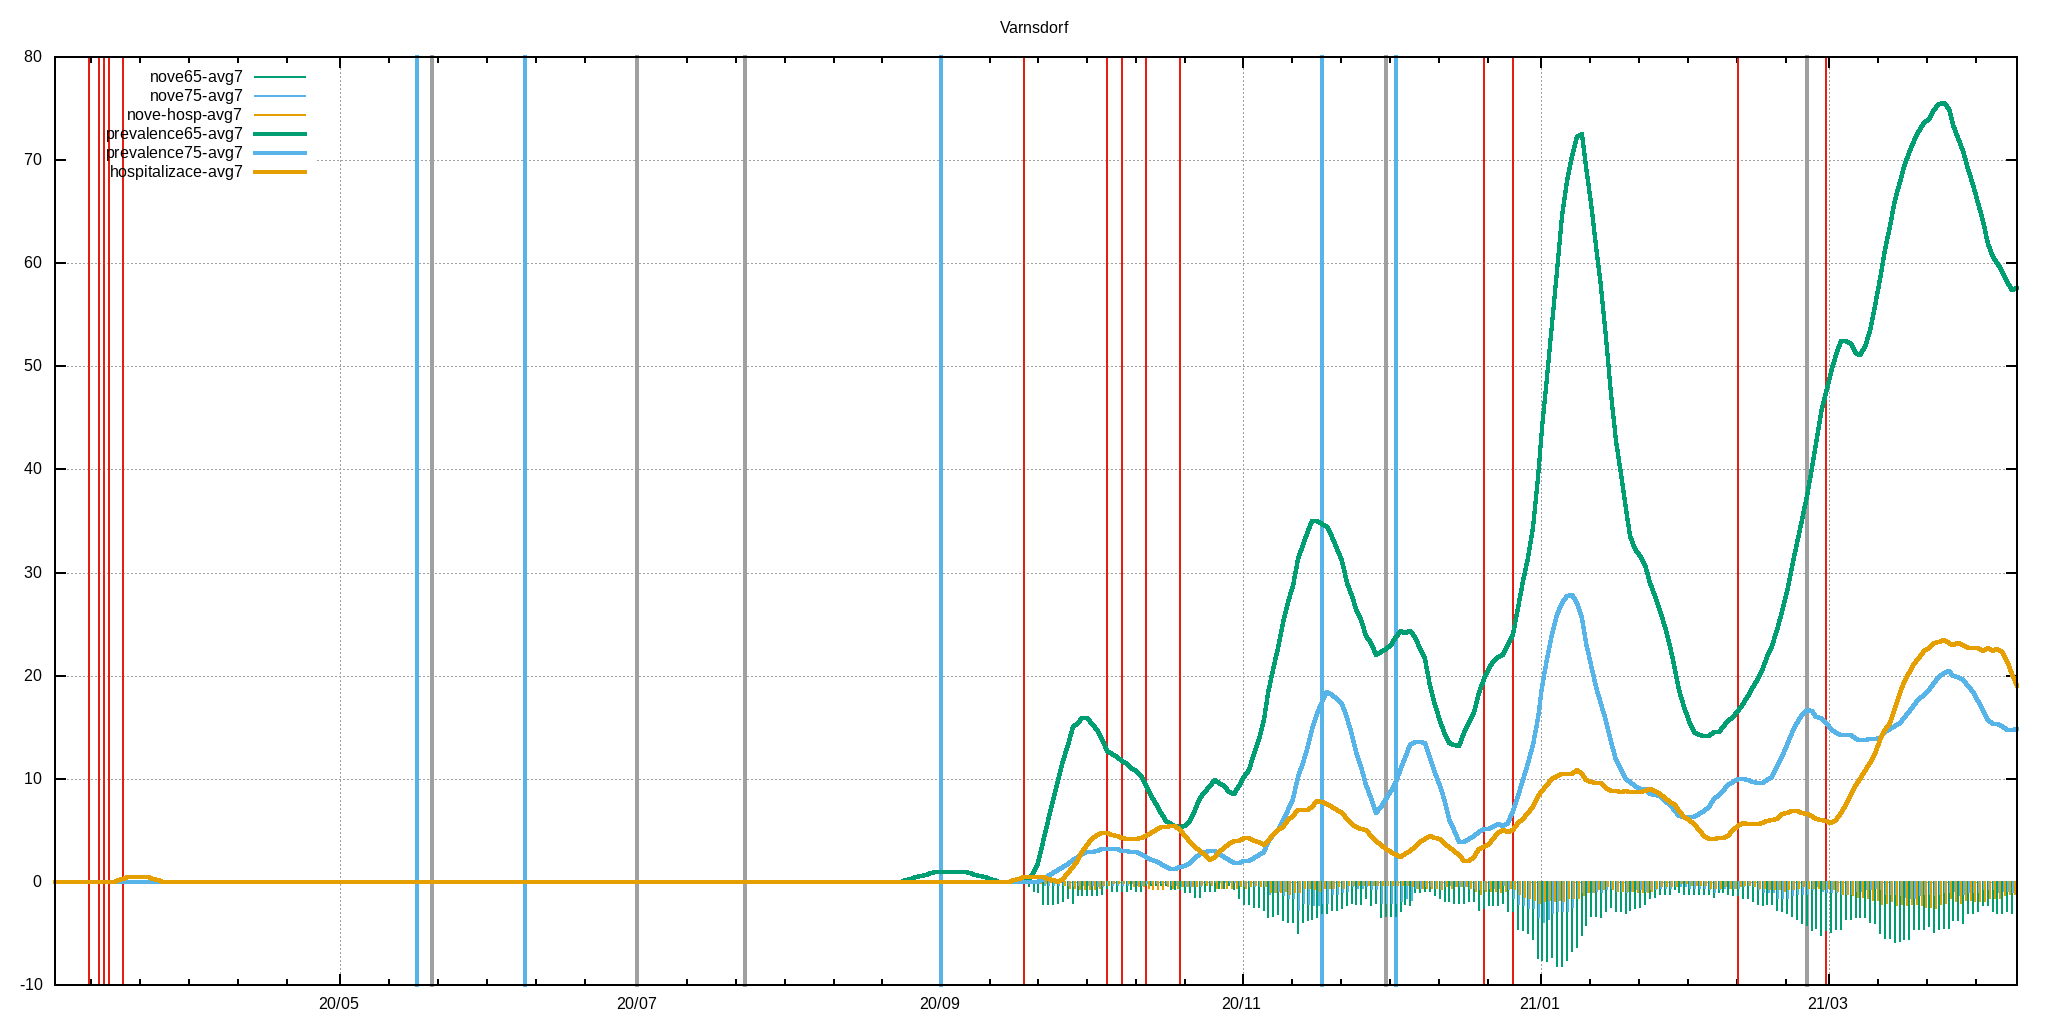 Varnsdorf
80
70
60
50
40
30
20
10
0
-10
nove65-avg7
nove75-avg7
nove-hosp-avg7
prevalence65-avg7
prevalence75-avg7
hospitalizace-avg7
20/05 20/07 20/09 20/11 21/01 21/03